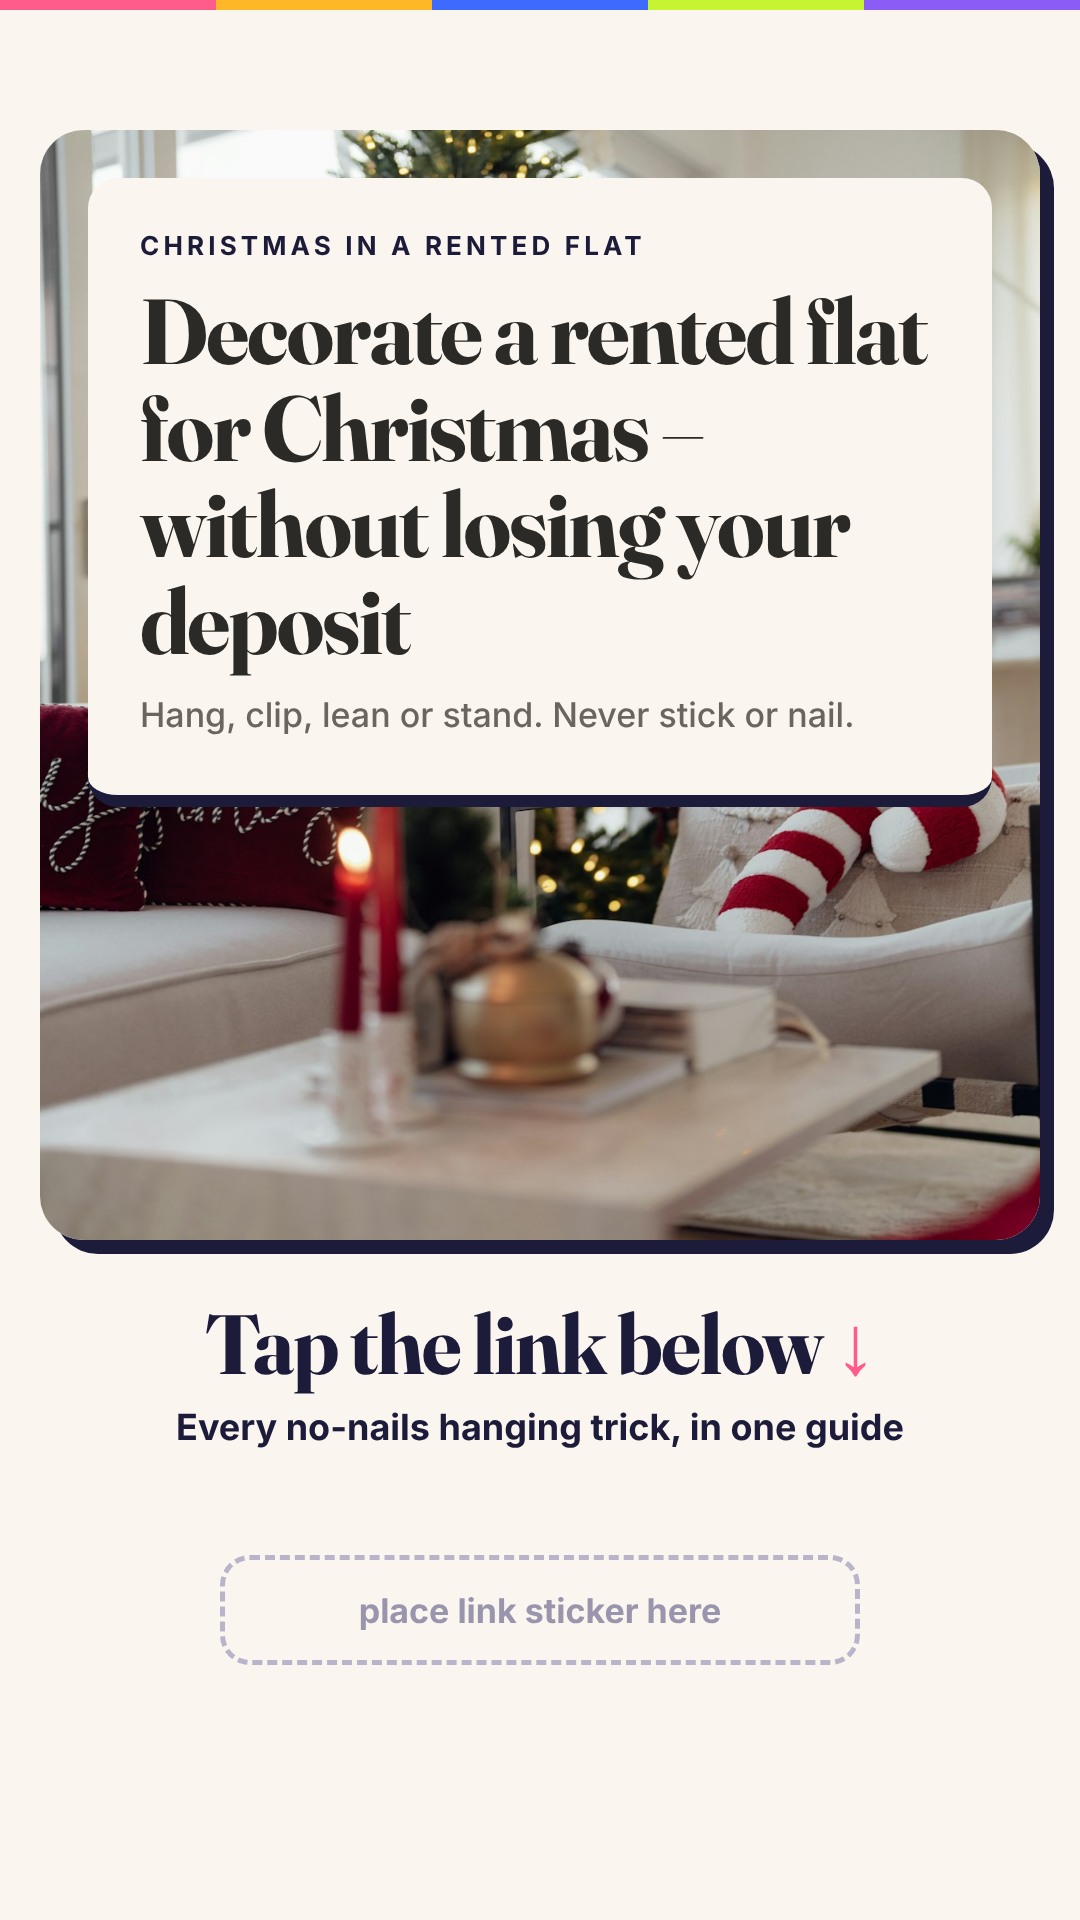 CHRISTMAS IN A RENTED FLAT
Decorate a rented flat
for Christmas –
without losing your
deposit
Hang, clip, lean or stand. Never stick or nail.
Tap the link below ↓
Every no-nails hanging trick, in one guide
place link sticker here